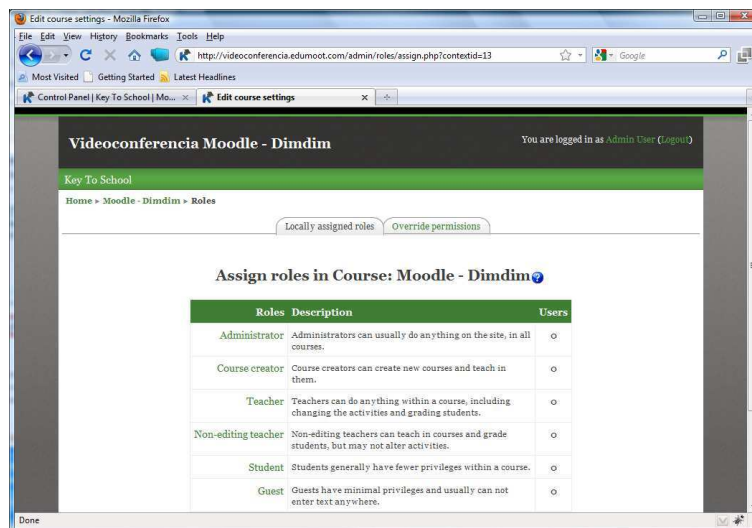 Edit course settings - Mozilla Firefox
File Edit View History Bookmarks Tools Help
http://videoconferencia.edumoot.com/admin/roles/assign.php?contextid=13
Google
Most Visited Getting Started Latest Headlines
Control Panel | Key To School | Mo...
Edit course settings
Videoconferencia Moodle - Dimdim
You are logged in as Admin User (Logout)
Key To School
Home ► Moodle - Dimdim ► Roles
Locally assigned roles Override permissions
Assign roles in Course: Moodle - Dimdim
Roles Description Users
Administrator Administrators can usually do anything on the site, in all courses. 0
Course creator Course creators can create new courses and teach in them. 0
Teacher Teachers can do anything within a course, including changing the activities and grading students. 0
Non-editing teacher Non-editing teachers can teach in courses and grade students, but may not alter activities. 0
Student Students generally have fewer privileges within a course. 0
Guest Guests have minimal privileges and usually can not enter text anywhere. 0
Done